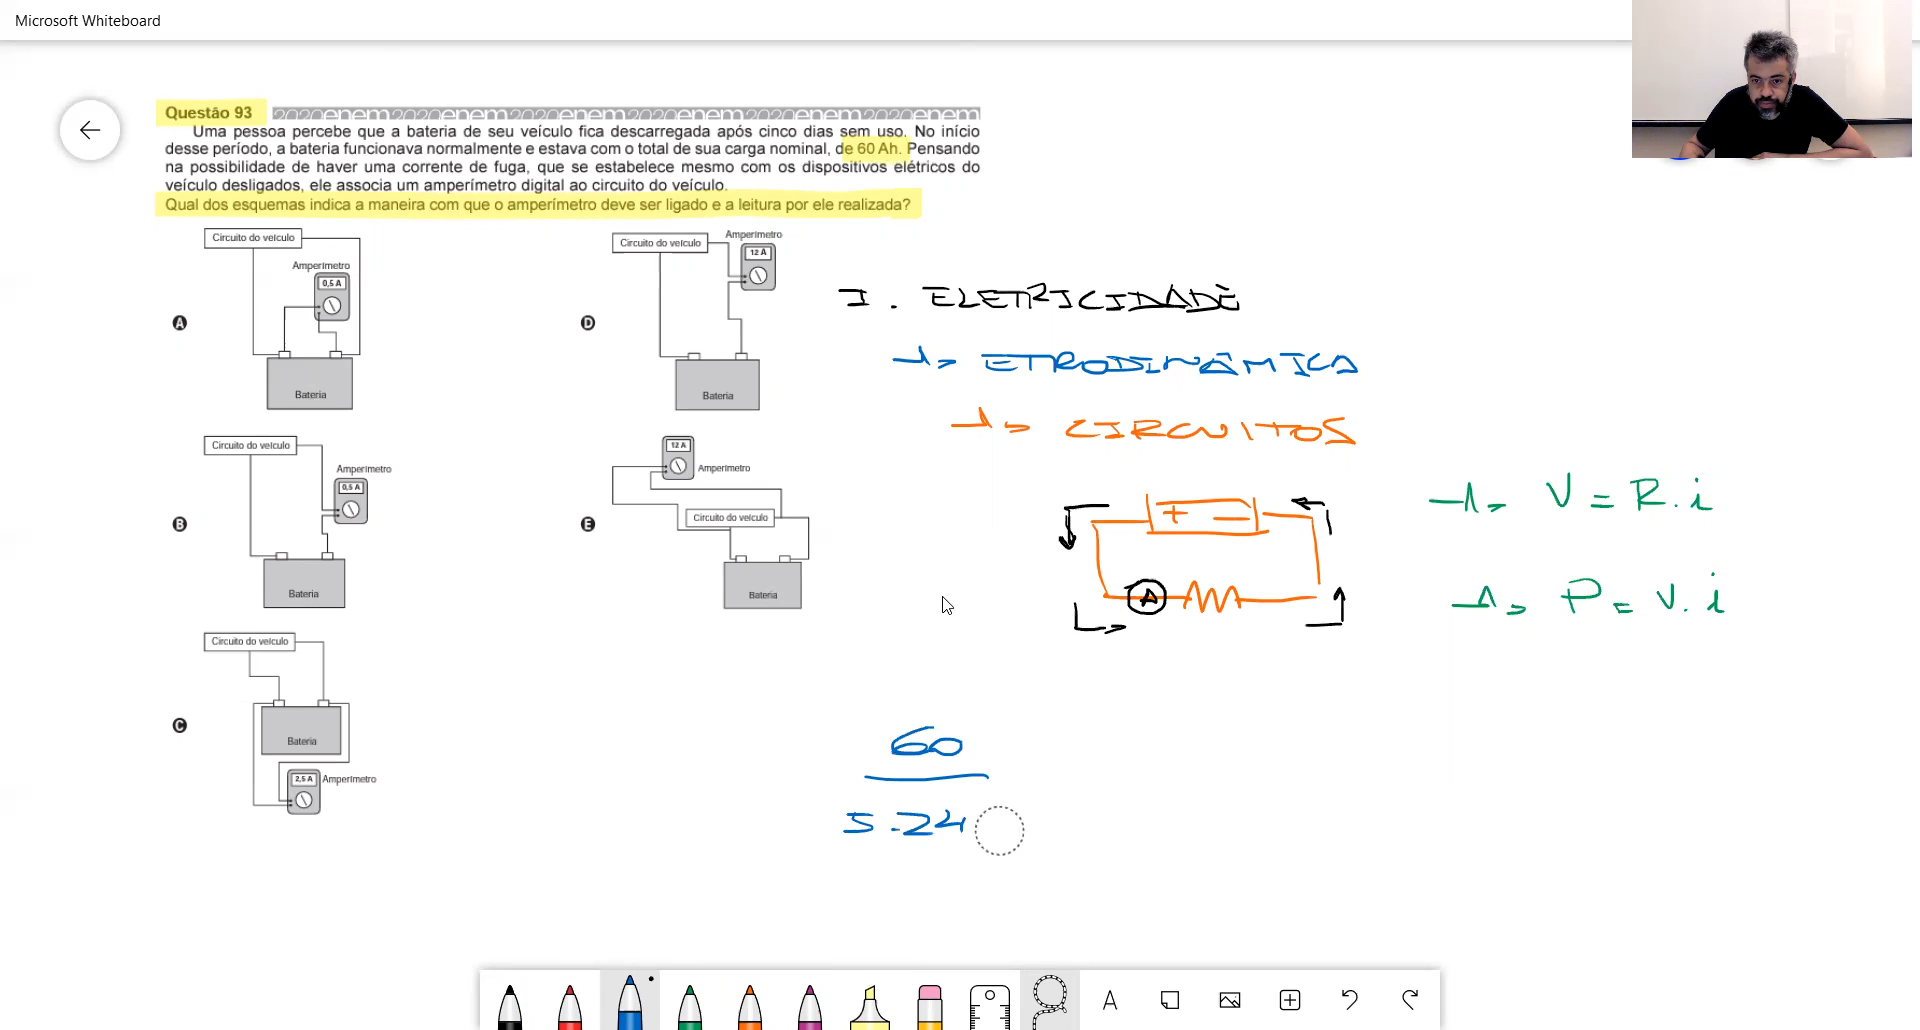 Microsoft Whiteboard
Questão 93 2020enem2020enem2020enem2020enem2020enem2020enem
Uma pessoa percebe que a bateria de seu veículo fica descarregada após cinco dias sem uso. No início
desse período, a bateria funcionava normalmente e estava com o total de sua carga nominal, de 60 Ah. Pensando
na possibilidade de haver uma corrente de fuga, que se estabelece mesmo com os dispositivos elétricos do
veículo desligados, ele associa um amperímetro digital ao circuito do veículo.
Qual dos esquemas indica a maneira com que o amperímetro deve ser ligado e a leitura por ele realizada?
Circuito do veículo
Amperímetro
0,5 A
A
Bateria
Circuito do veículo
Amperímetro
0,5 A
B
Bateria
Circuito do veículo
C
Bateria
2,5 A
Amperímetro
Circuito do veículo
Amperímetro
12 A
D
Bateria
12 A
Amperímetro
Circuito do veículo
E
Bateria
I. ELETRICIDADE
ETRODINÂMICA
CIRCUITOS
+ −
A
V = R.i
P = V.i
60
5.24
A